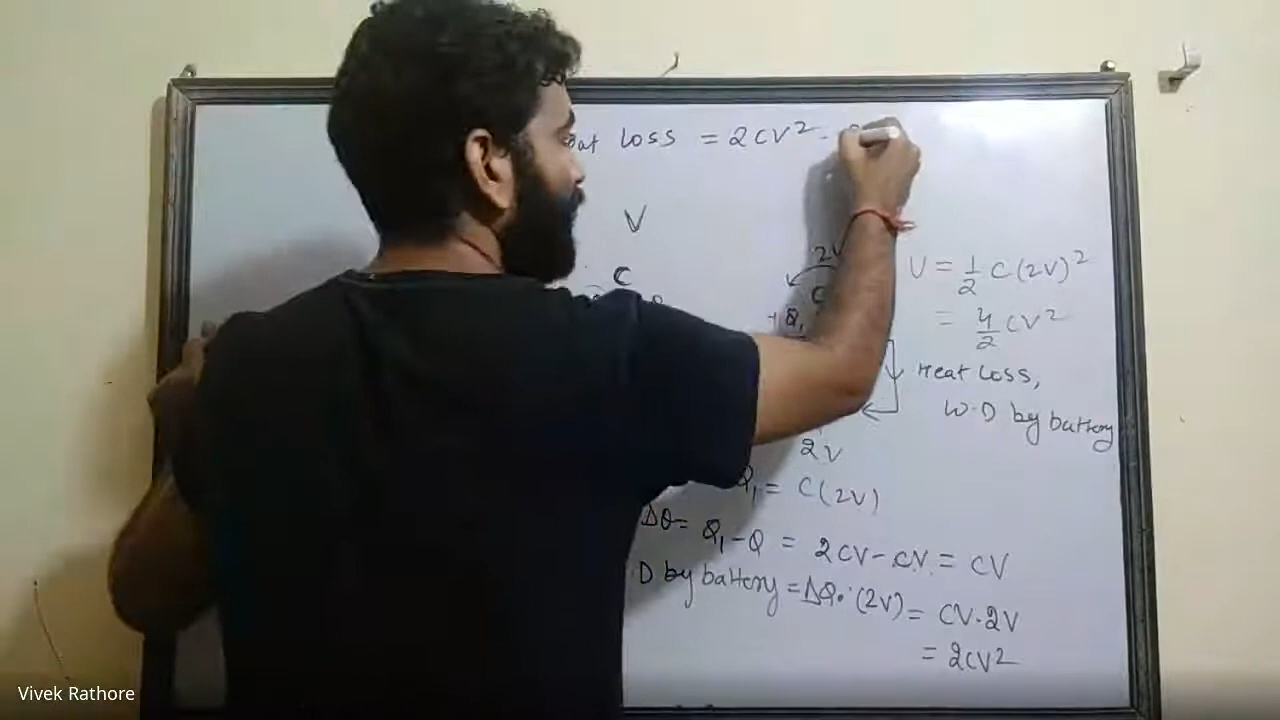 Loss = 2CV² -
V
2V
C
C
U = 1/2 C(2V)²
+Q₁
= 4/2 CV²
Heat Loss,
W.D by battery
2V
Q₁ = C(2V)
ΔQ = Q₁-Q = 2CV-CV = CV
D by battery = ΔQ.(2V) = CV.2V
= 2CV²
Vivek Rathore